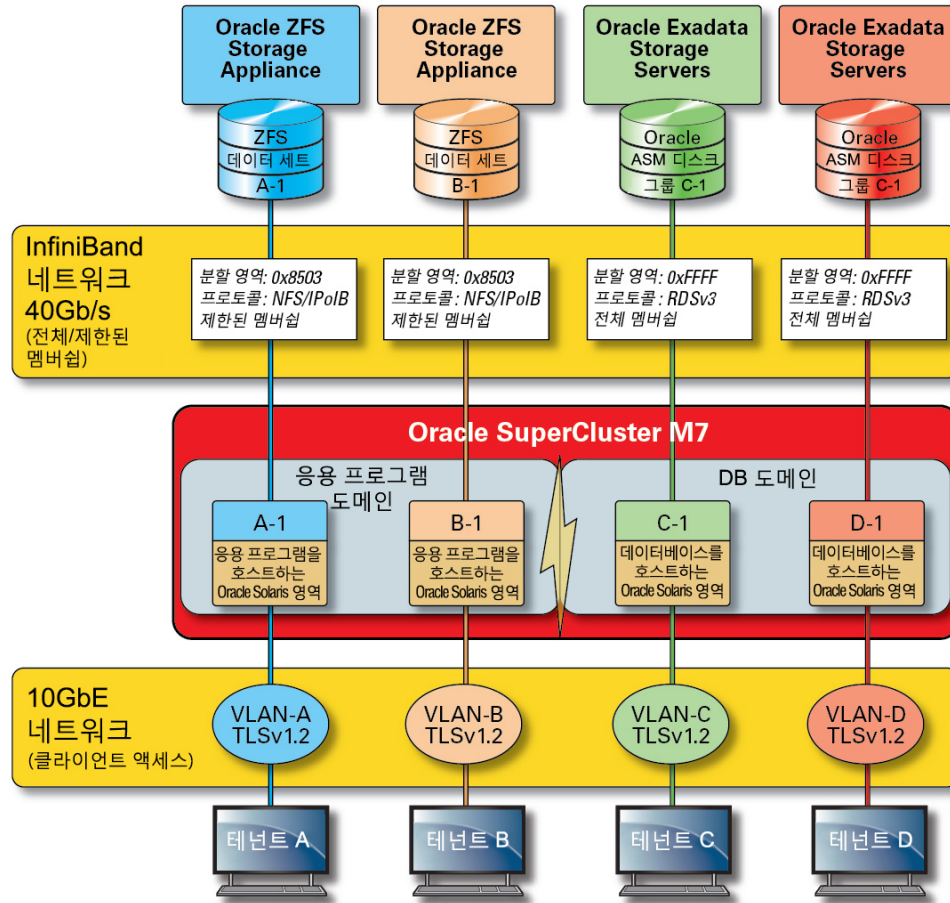 Oracle ZFS
Storage
Appliance
Oracle ZFS
Storage
Appliance
Oracle Exadata
Storage
Servers
Oracle Exadata
Storage
Servers
ZFS
데이터 세트
A-1
ZFS
데이터 세트
B-1
Oracle
ASM 디스크
그룹 C-1
Oracle
ASM 디스크
그룹 C-1
InfiniBand
네트워크
40Gb/s
(전체/제한된
멤버쉽)
분할 영역: 0x8503
프로토콜: NFS/IPoIB
제한된 멤버쉽
분할 영역: 0x8503
프로토콜: NFS/IPoIB
제한된 멤버쉽
분할 영역: 0xFFFF
프로토콜: RDSv3
전체 멤버쉽
분할 영역: 0xFFFF
프로토콜: RDSv3
전체 멤버쉽
Oracle SuperCluster M7
응용 프로그램
도메인
DB 도메인
A-1
응용 프로그램을
호스트하는
Oracle Solaris 영역
B-1
응용 프로그램을
호스트하는
Oracle Solaris 영역
C-1
데이터베이스를
호스트하는
Oracle Solaris 영역
D-1
데이터베이스를
호스트하는
Oracle Solaris 영역
10GbE
네트워크
(클라이언트 액세스)
VLAN-A
TLSv1.2
VLAN-B
TLSv1.2
VLAN-C
TLSv1.2
VLAN-D
TLSv1.2
테넌트 A
테넌트 B
테넌트 C
테넌트 D